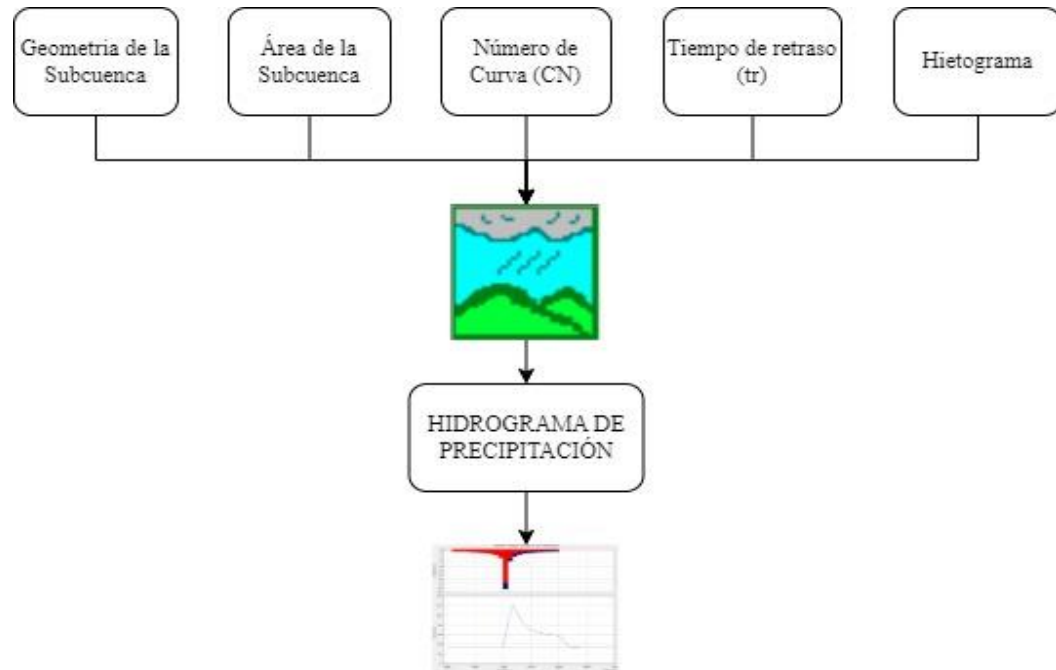 Geometria de la
Subcuenca
Área de la
Subcuenca
Número de
Curva (CN)
Tiempo de retraso
(tr)
Hietograma
HIDROGRAMA DE
PRECIPITACIÓN